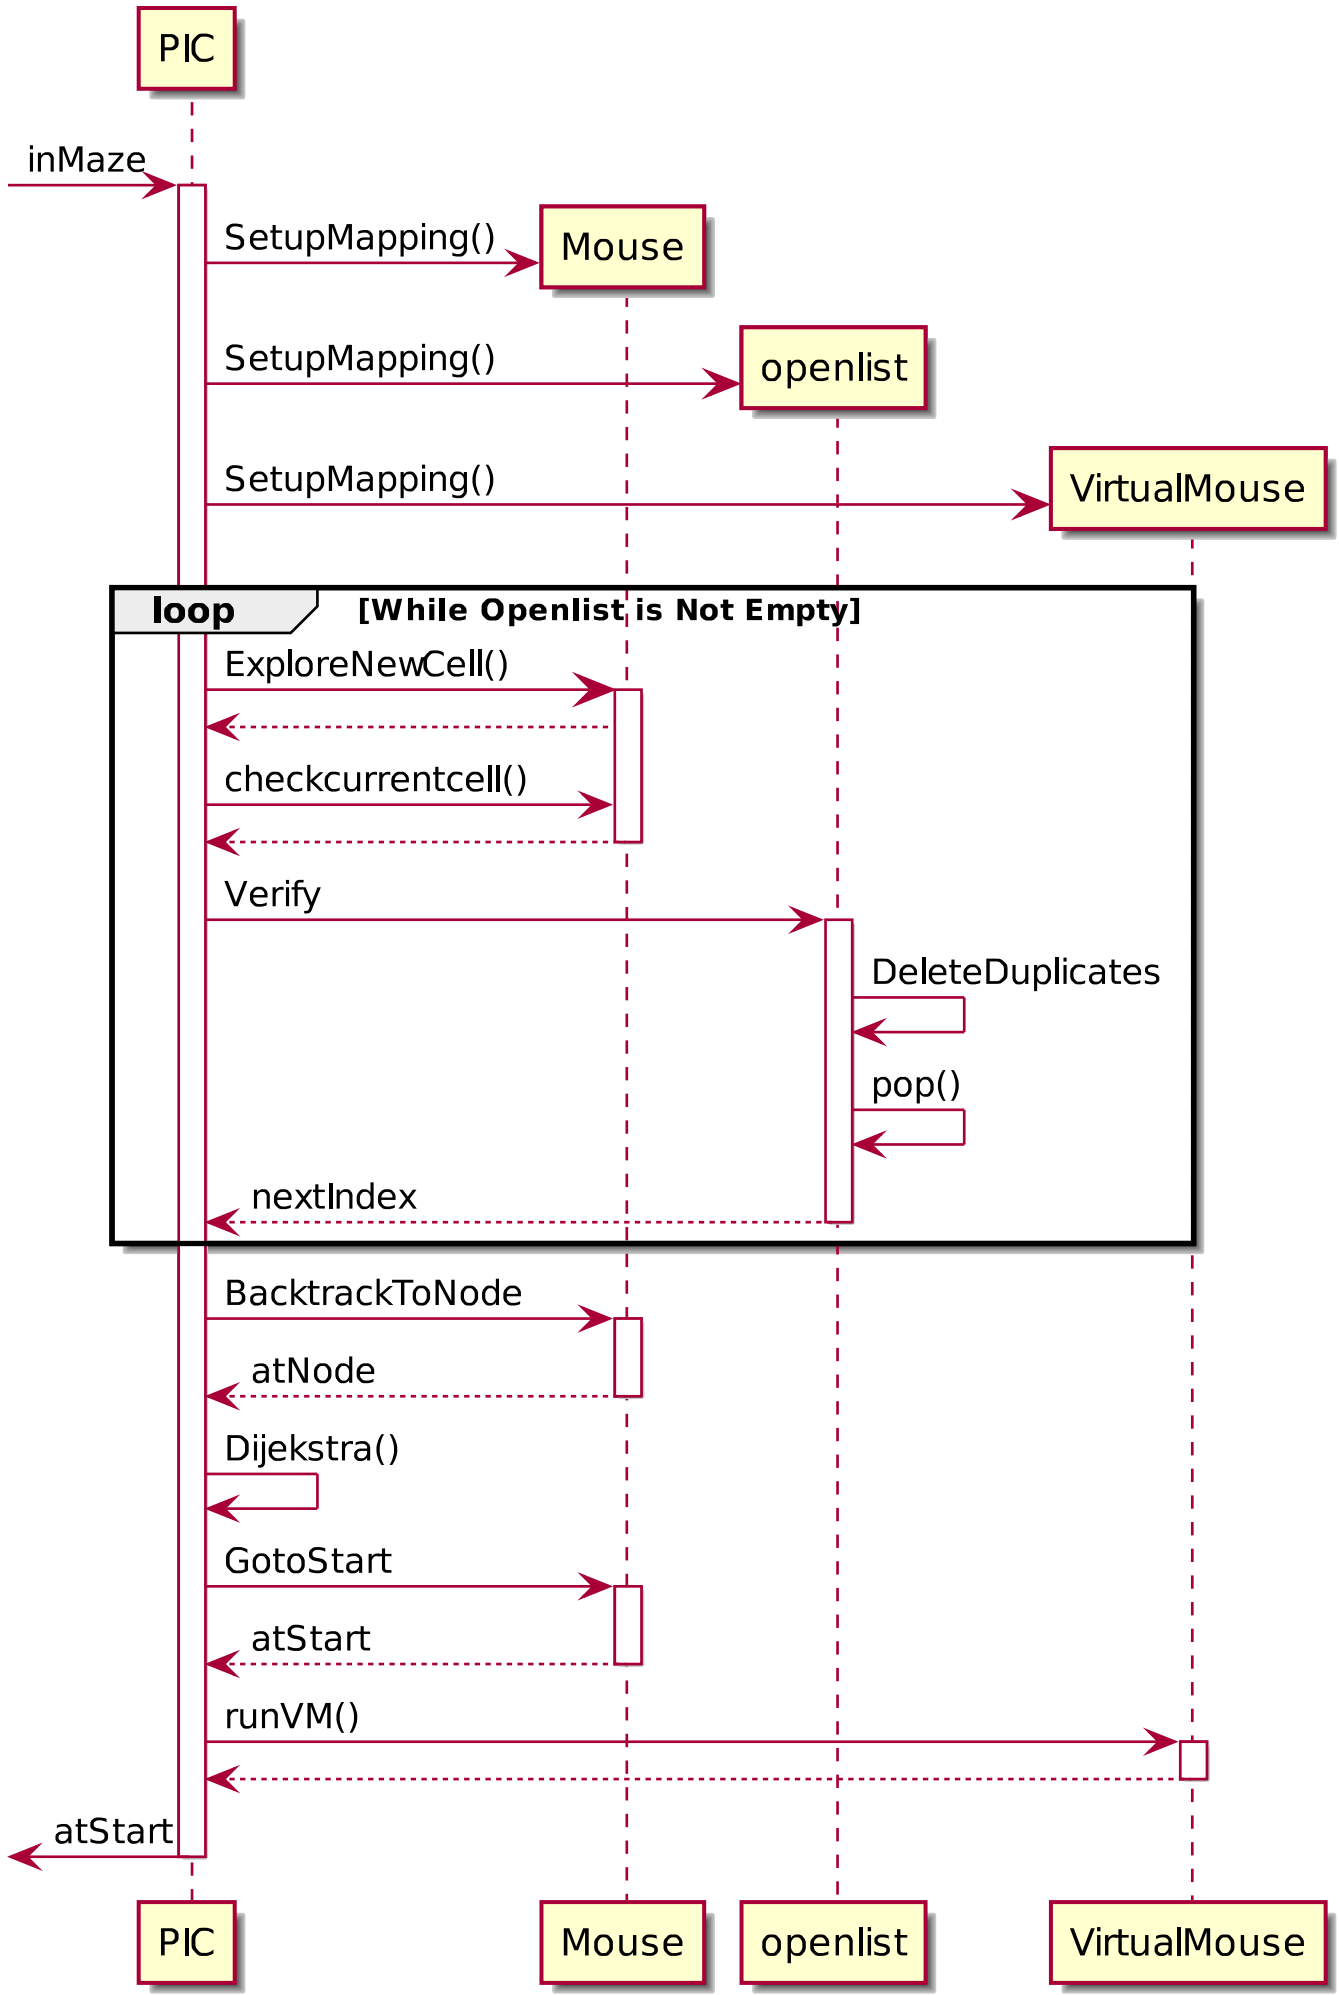 PIC
inMaze
SetupMapping()
Mouse
SetupMapping()
openlist
SetupMapping()
VirtualMouse
loop [While Openlist is Not Empty]
ExploreNewCell()
checkcurrentcell()
Verify
DeleteDuplicates
pop()
nextIndex
BacktrackToNode
atNode
Dijekstra()
GotoStart
atStart
runVM()
atStart
PIC Mouse openlist VirtualMouse